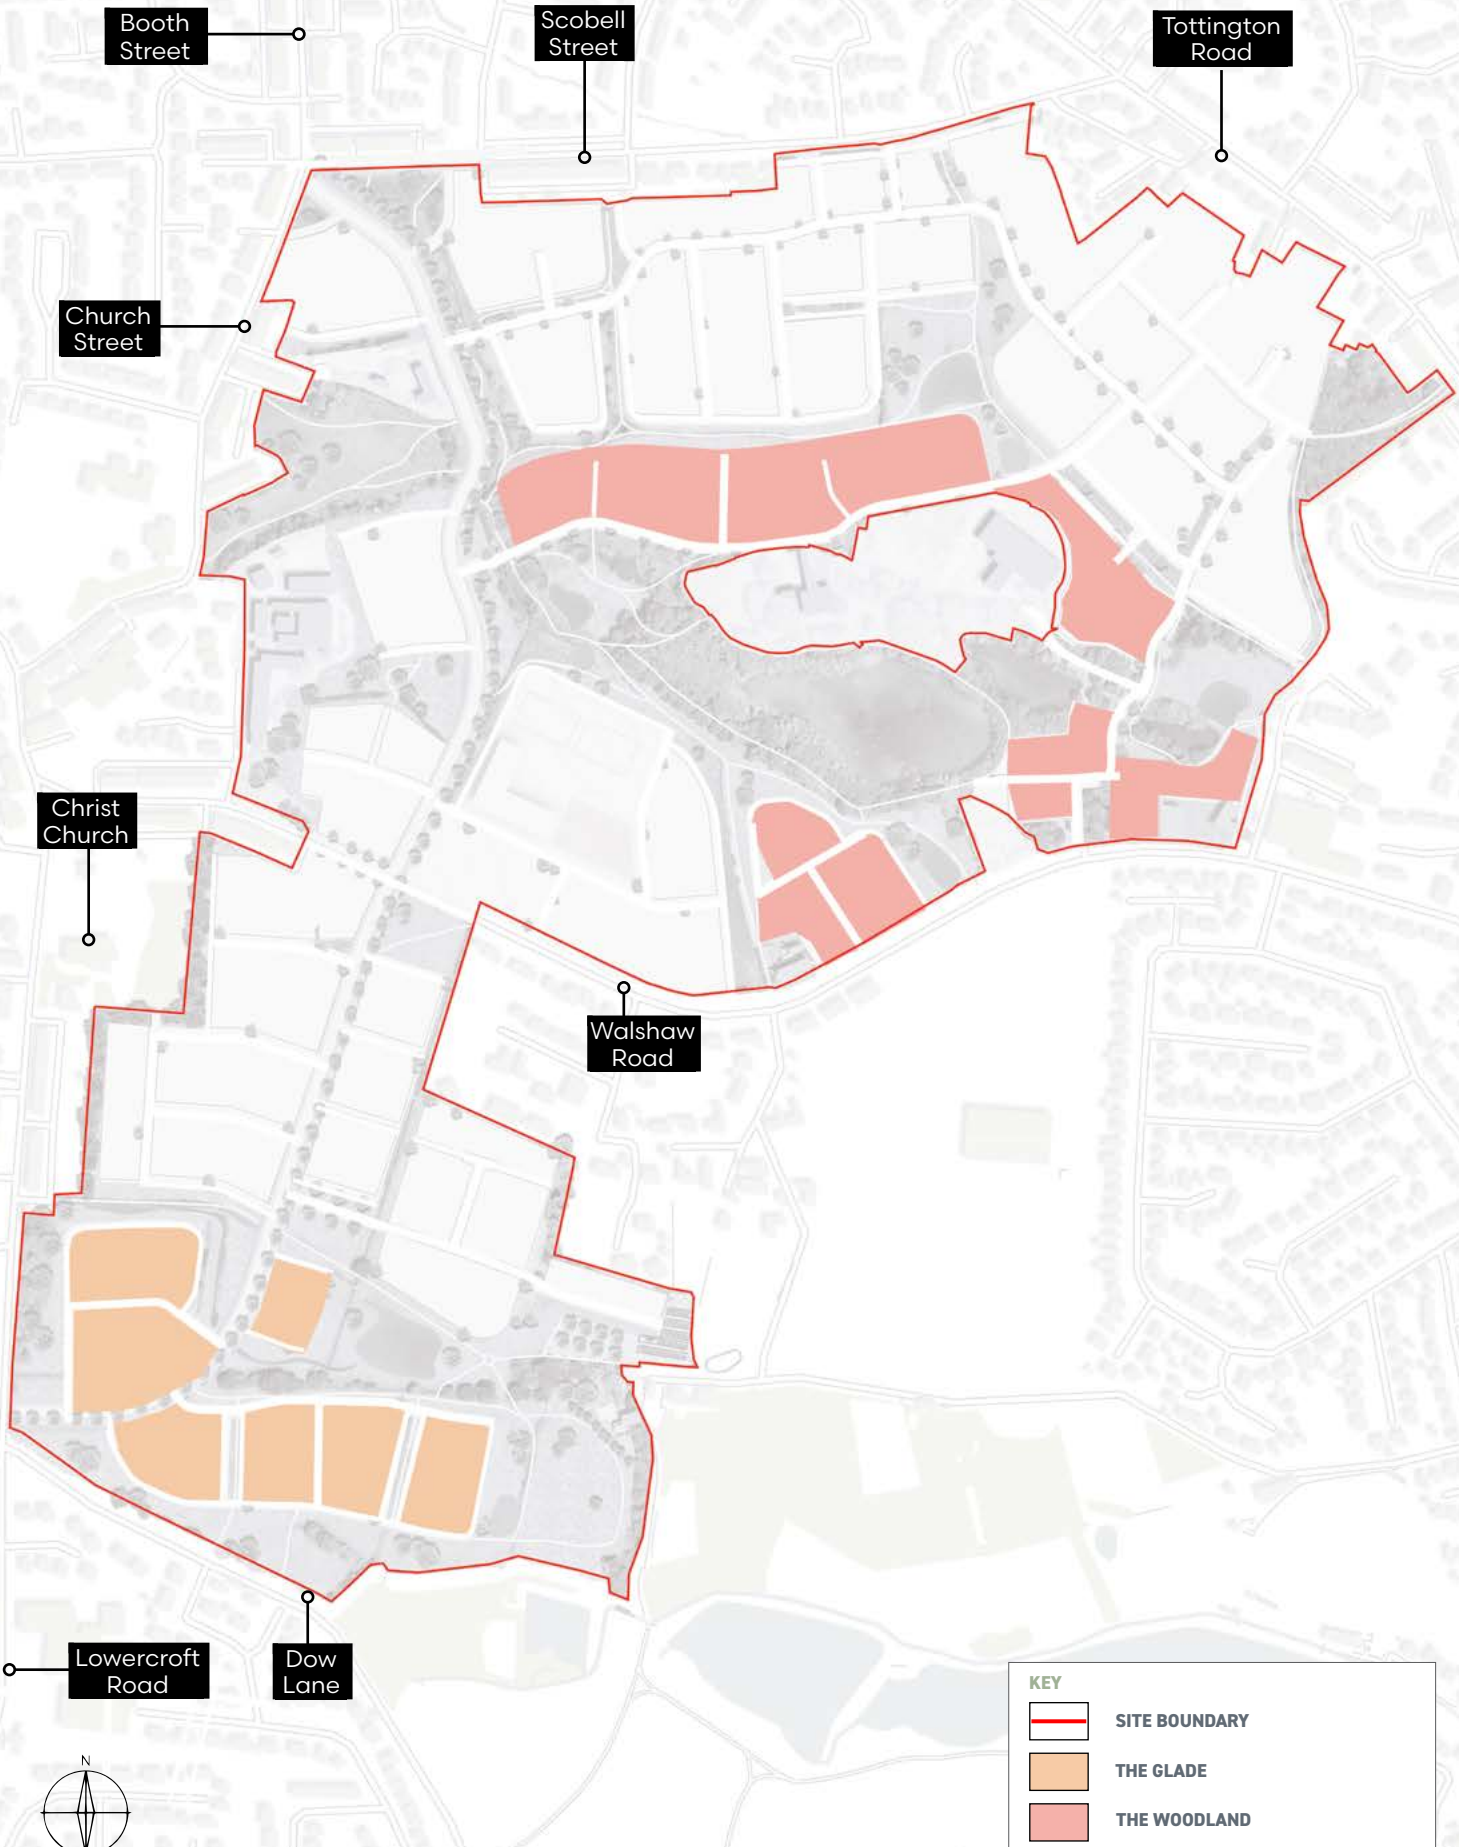 Booth
Street
Scobell
Street
Tottington
Road
Church
Street
Christ
Church
Walshaw
Road
Lowercroft
Road
Dow
Lane
N
KEY
SITE BOUNDARY
THE GLADE
THE WOODLAND